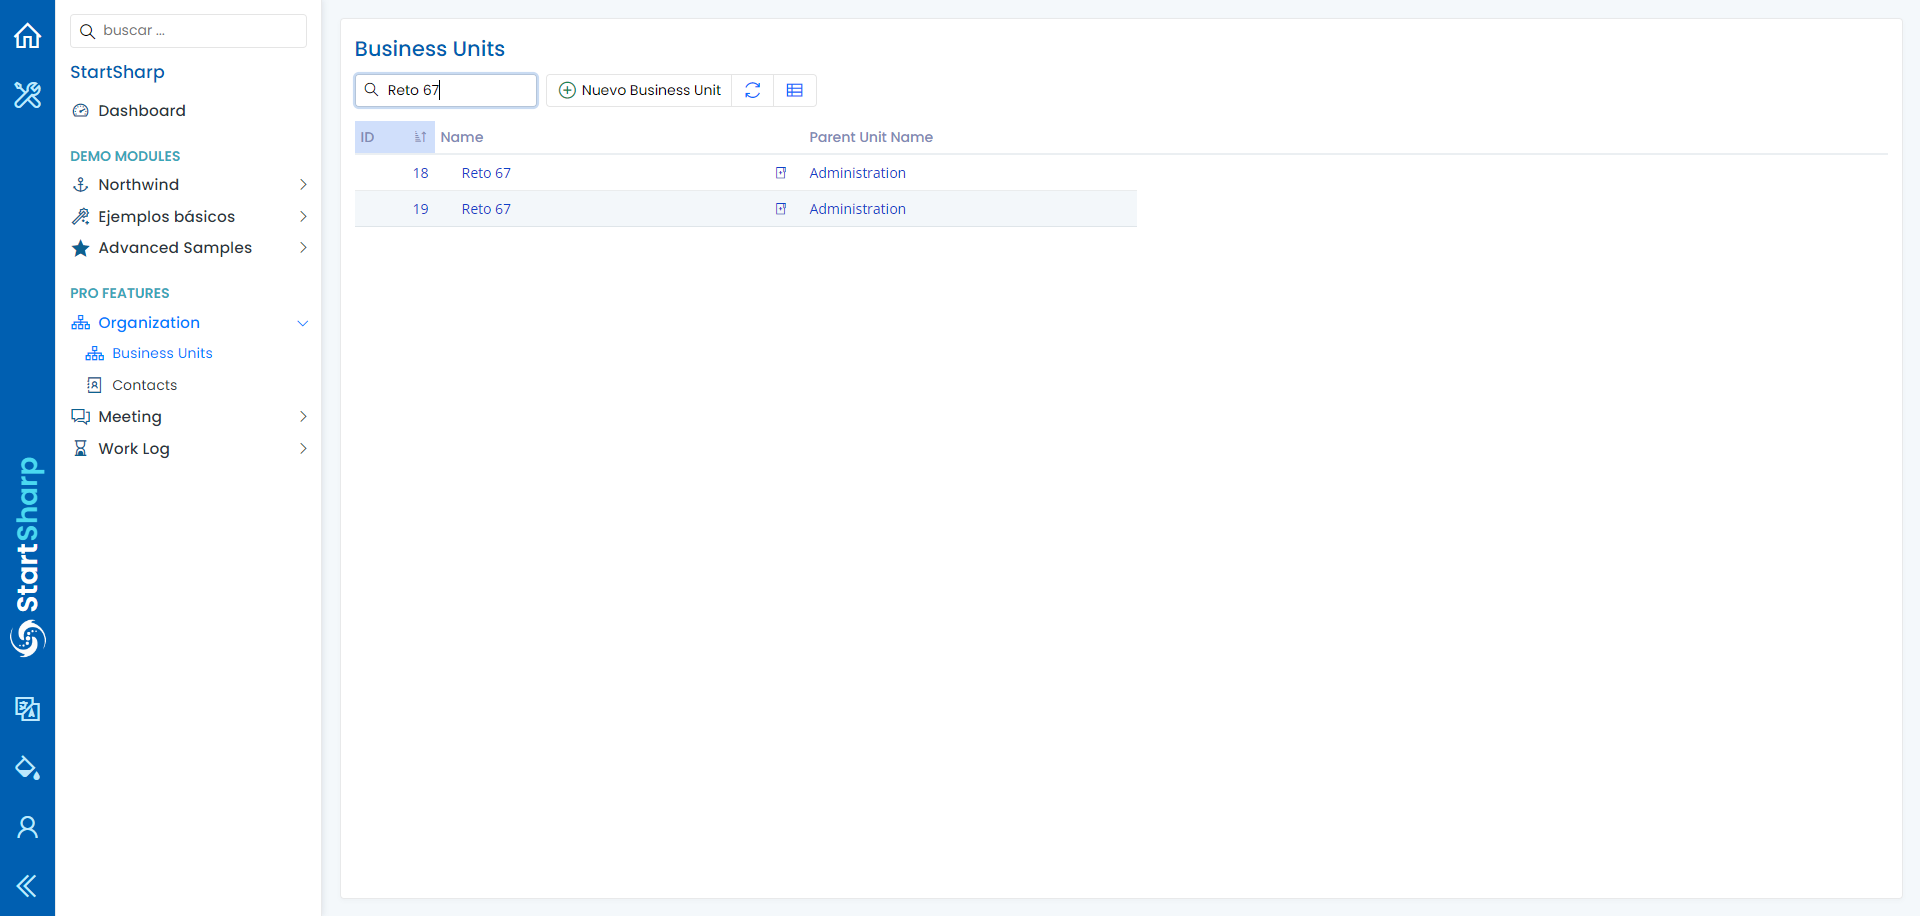 buscar ...
StartSharp
Dashboard
DEMO MODULES
Northwind
Ejemplos básicos
Advanced Samples
PRO FEATURES
Organization
Business Units
Contacts
Meeting
Work Log
StartSharp
Business Units
Reto 67
Nuevo Business Unit
ID Name Parent Unit Name
18 Reto 67 Administration
19 Reto 67 Administration